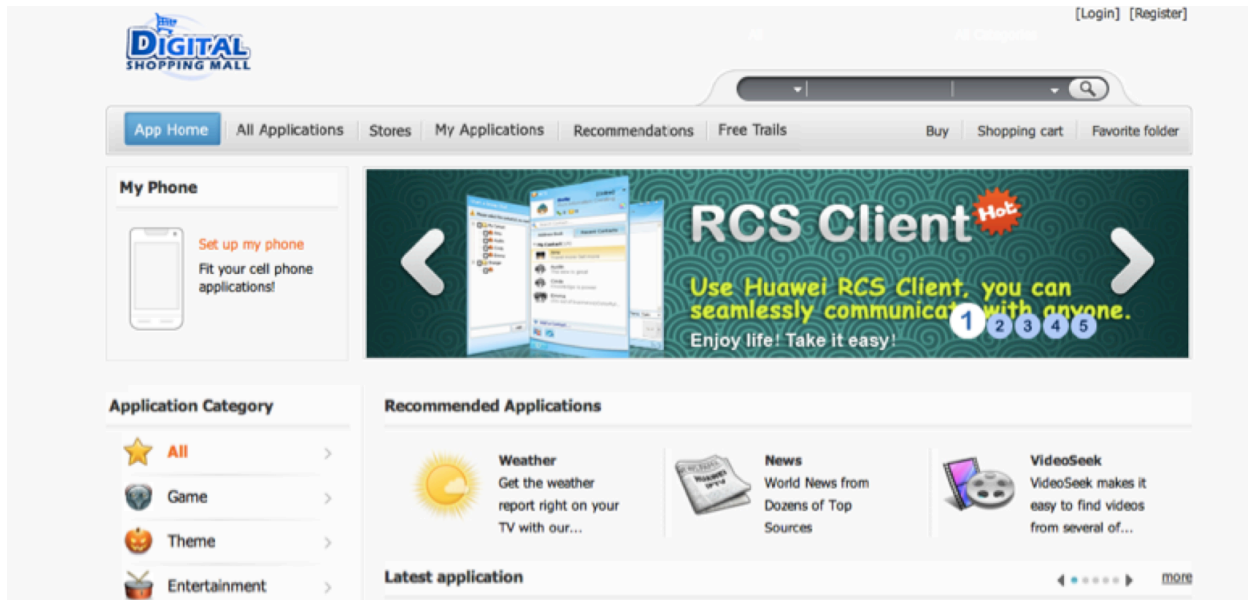 [Login] [Register]
DIGITAL
SHOPPING MALL
App Home All Applications Stores My Applications Recommendations Free Trails Buy Shopping cart Favorite folder
My Phone
Set up my phone
Fit your cell phone
applications!
RCS Client Hot
Use Huawei RCS Client, you can
seamlessly communicate with anyone.
Enjoy life! Take it easy!
1 2 3 4 5
Application Category
All
Game
Theme
Entertainment
Recommended Applications
Weather
Get the weather
report right on your
TV with our...
News
World News from
Dozens of Top
Sources
VideoSeek
VideoSeek makes it
easy to find videos
from several of...
Latest application
more